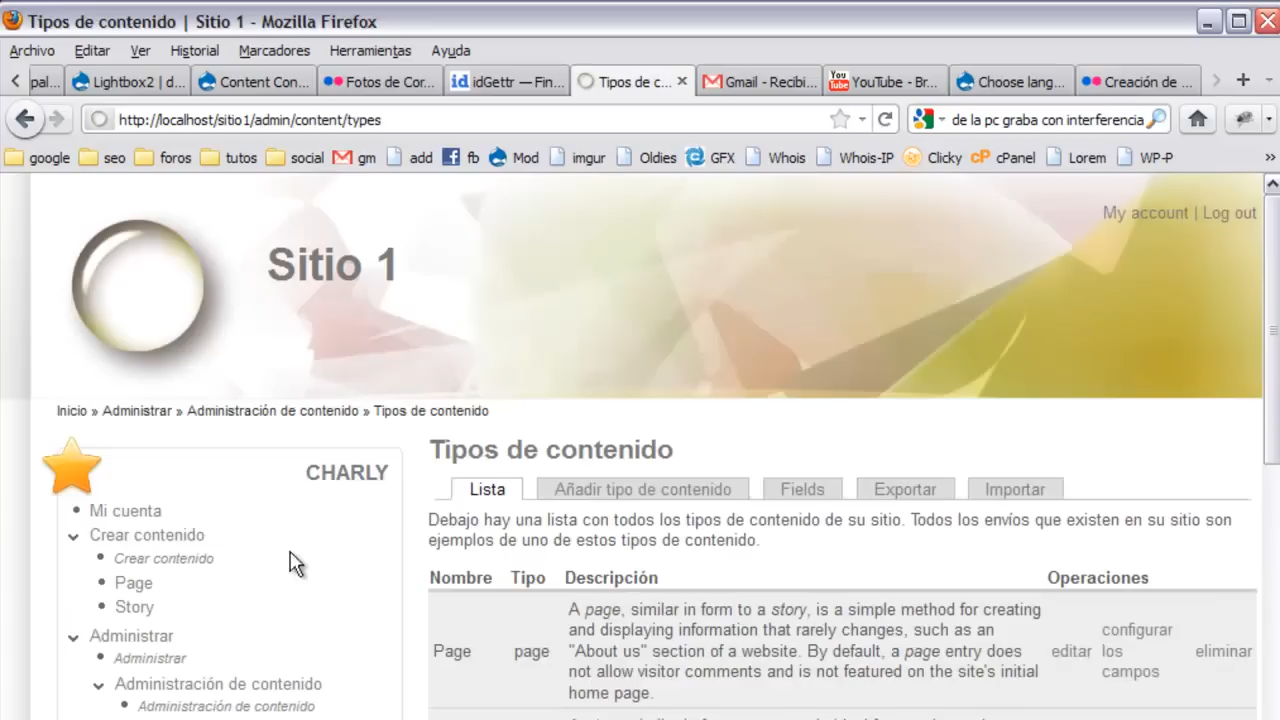 Tipos de contenido | Sitio 1 - Mozilla Firefox
Archivo Editar Ver Historial Marcadores Herramientas Ayuda
pal... Lightbox2 | d... Content Con... Fotos de Cor... id idGettr — Fin... Tipos de c... Gmail - Recibi... You Tube YouTube - Br... Choose lang... Creación de ...
http://localhost/sitio1/admin/content/types de la pc graba con interferencia
google seo foros tutos social gm add fb Mod imgur Oldies GFX Whois Whois-IP Clicky cP cPanel Lorem WP-P »
My account | Log out
Sitio 1
Inicio » Administrar » Administración de contenido » Tipos de contenido
CHARLY
Mi cuenta
Crear contenido
Crear contenido
Page
Story
Administrar
Administrar
Administración de contenido
Administración de contenido
Tipos de contenido
Lista Añadir tipo de contenido Fields Exportar Importar
Debajo hay una lista con todos los tipos de contenido de su sitio. Todos los envíos que existen en su sitio son
ejemplos de uno de estos tipos de contenido.
Nombre Tipo Descripción Operaciones
A page, similar in form to a story, is a simple method for creating
and displaying information that rarely changes, such as an
"About us" section of a website. By default, a page entry does
not allow visitor comments and is not featured on the site's initial
home page.
Page page editar configurar los campos eliminar